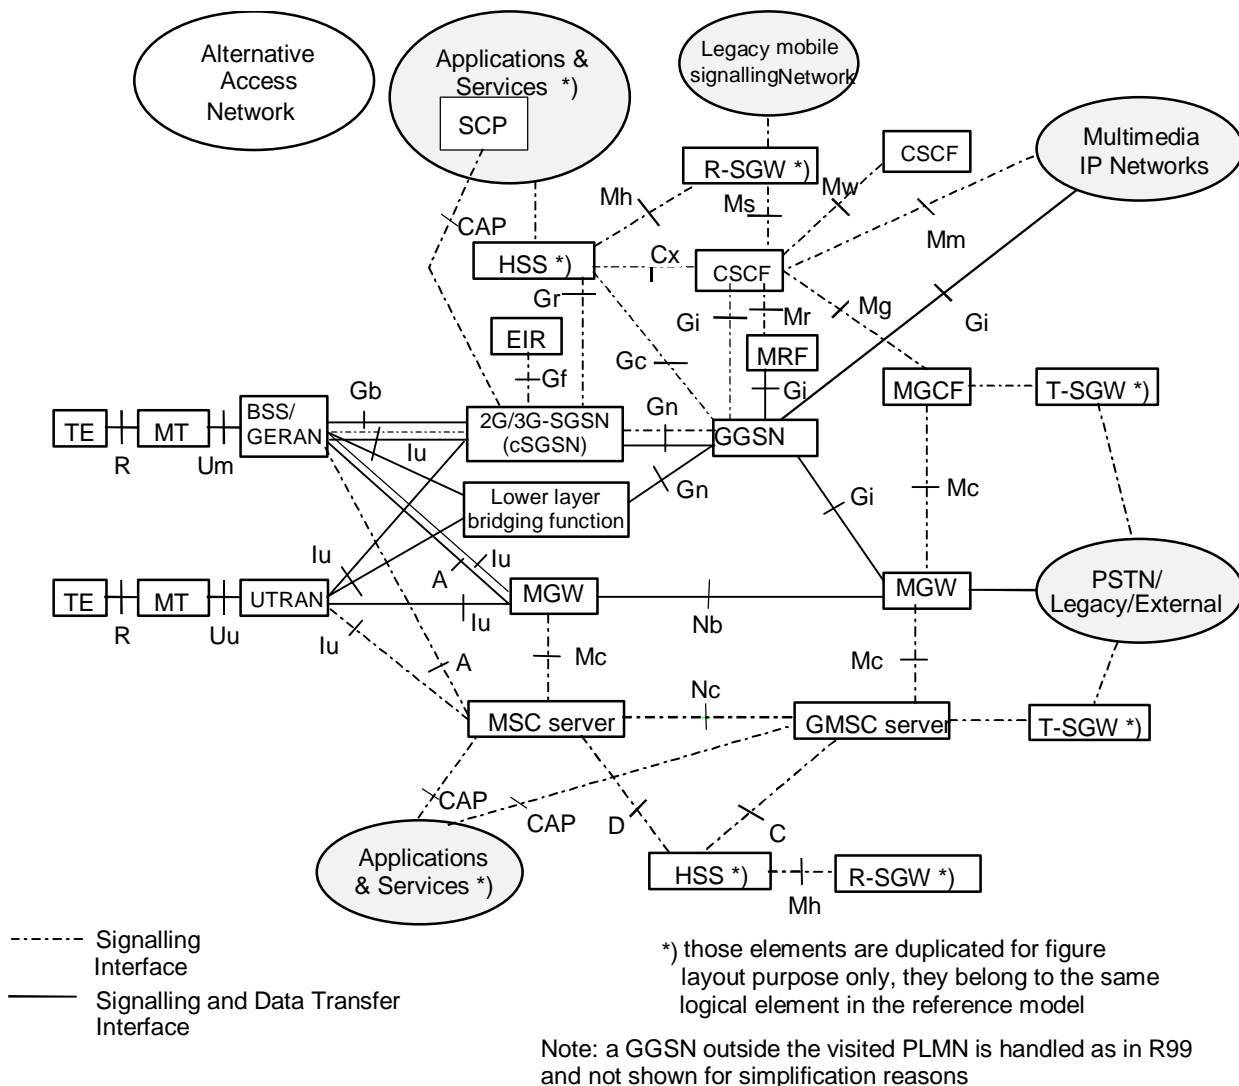 Alternative
Access
Network
Applications &
Services *)
SCP
Legacy mobile
signallingNetwork
Multimedia
IP Networks
CSCF
R-SGW *)
Mh
Ms
Mw
Mm
CAP
HSS *)
Cx
CSCF
Gr
Gi
Mr
Mg
Gi
EIR
MRF
Gc
Gf
Gi
MGCF
T-SGW *)
Gb
Gn
TE
MT
BSS/
GERAN
2G/3G-SGSN
(cSGSN)
GGSN
R
Um
Iu
Gn
Gi
Mc
Lower layer
bridging function
Iu
A
Iu
TE
MT
UTRAN
MGW
MGW
PSTN/
Legacy/External
R
Uu
Iu
Iu
Nb
A
Mc
Mc
Nc
MSC server
GMSC server
T-SGW *)
CAP
CAP
D
C
Applications
& Services *)
HSS *)
R-SGW *)
Mh
Signalling
Interface
Signalling and Data Transfer
Interface
*) those elements are duplicated for figure
layout purpose only, they belong to the same
logical element in the reference model
Note: a GGSN outside the visited PLMN is handled as in R99
and not shown for simplification reasons